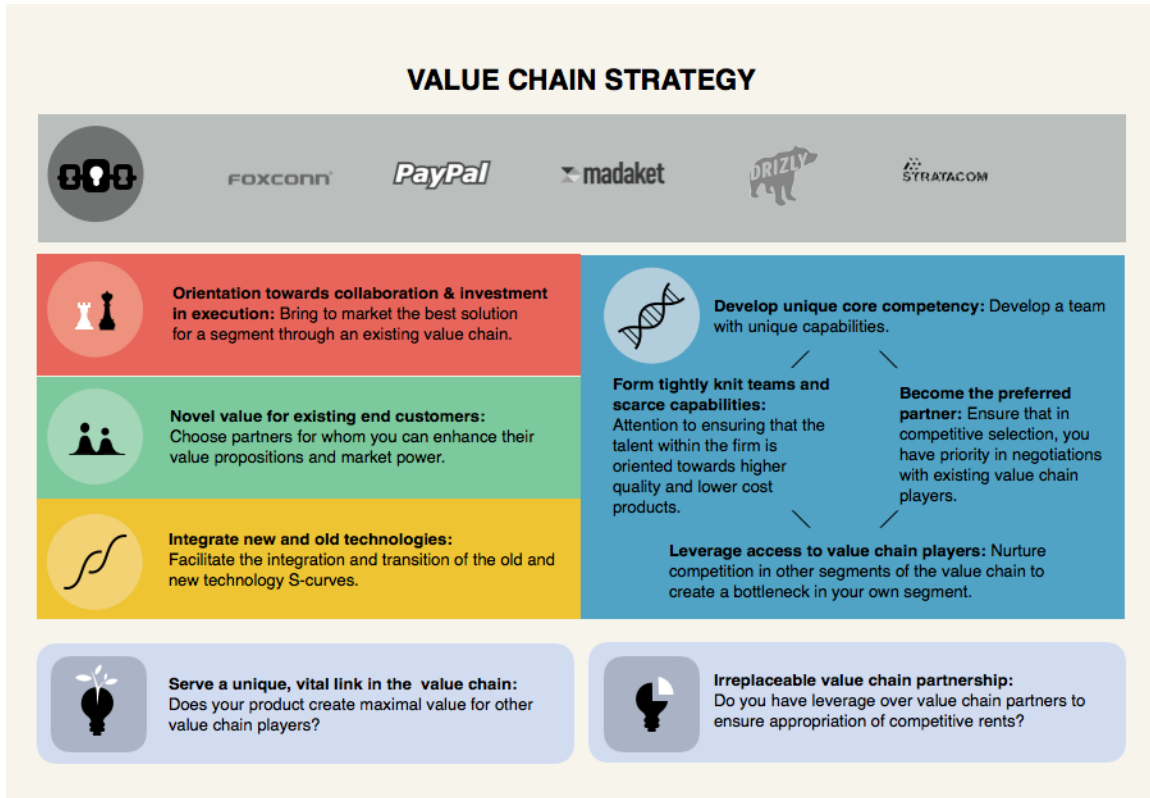 VALUE CHAIN STRATEGY
FOXCONN
PayPal
madaket
DRIZLY
STRATACOM
Orientation towards collaboration & investment
in execution: Bring to market the best solution
for a segment through an existing value chain.
Novel value for existing end customers:
Choose partners for whom you can enhance their
value propositions and market power.
Integrate new and old technologies:
Facilitate the integration and transition of the old and
new technology S-curves.
Develop unique core competency: Develop a team
with unique capabilities.
Form tightly knit teams and
scarce capabilities:
Attention to ensuring that the
talent within the firm is
oriented towards higher
quality and lower cost
products.
Become the preferred
partner: Ensure that in
competitive selection, you
have priority in negotiations
with existing value chain
players.
Leverage access to value chain players: Nurture
competition in other segments of the value chain to
create a bottleneck in your own segment.
Serve a unique, vital link in the value chain:
Does your product create maximal value for other
value chain players?
Irreplaceable value chain partnership:
Do you have leverage over value chain partners to
ensure appropriation of competitive rents?